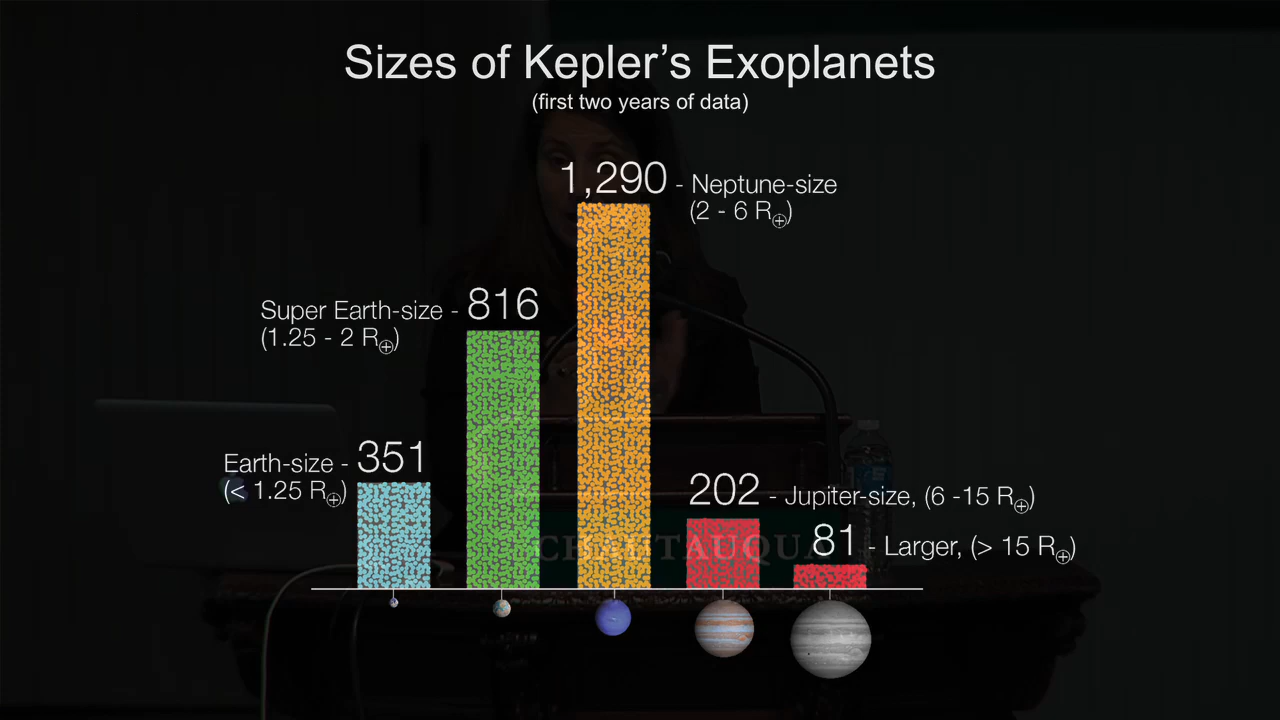 Sizes of Kepler's Exoplanets
(first two years of data)
1,290 - Neptune-size
(2 - 6 R⊕)
Super Earth-size - 816
(1.25 - 2 R⊕)
Earth-size - 351
(< 1.25 R⊕)
202 - Jupiter-size, (6 -15 R⊕)
81 - Larger, (> 15 R⊕)
CHAUTAUQUA